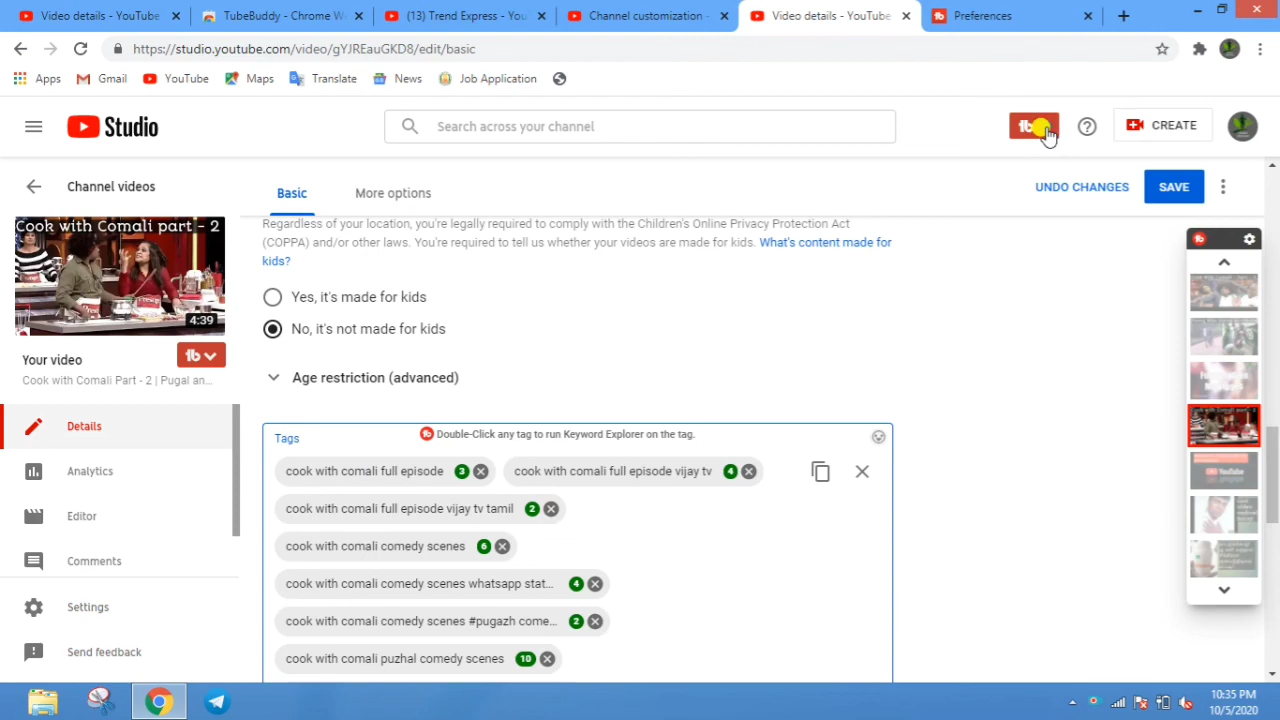 Video details - YouTube
TubeBuddy - Chrome W
(13) Trend Express - You
Channel customization -
Video details - YouTube
Preferences
https://studio.youtube.com/video/gYJREauGKD8/edit/basic
Apps
Gmail
YouTube
Maps
Translate
News
Job Application
Studio
Search across your channel
CREATE
Channel videos
Basic
More options
UNDO CHANGES
SAVE
Cook with Comali part - 2
4:39
Your video
Cook with Comali Part - 2 | Pugal an...
Details
Analytics
Editor
Comments
Settings
Send feedback
Regardless of your location, you're legally required to comply with the Children's Online Privacy Protection Act
(COPPA) and/or other laws. You're required to tell us whether your videos are made for kids. What's content made for
kids?
Yes, it's made for kids
No, it's not made for kids
Age restriction (advanced)
Tags
Double-Click any tag to run Keyword Explorer on the tag.
cook with comali full episode 3 cook with comali full episode vijay tv 4
cook with comali full episode vijay tv tamil 2
cook with comali comedy scenes 6
cook with comali comedy scenes whatsapp stat... 4
cook with comali comedy scenes #pugazh come... 2
cook with comali puzhal comedy scenes 10
10:35 PM
10/5/2020